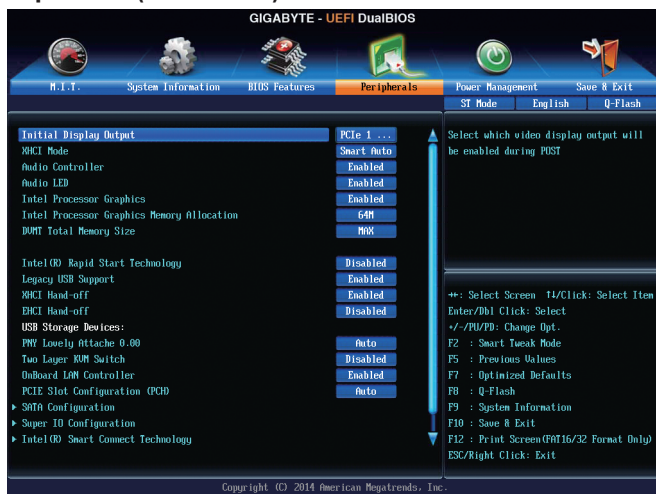 GIGABYTE - UEFI DualBIOS
M.I.T.
System Information
BIOS Features
Peripherals
Power Management
Save & Exit
ST Mode
English
Q-Flash
Initial Display Output PCIe 1 ...
XHCI Mode Smart Auto
Audio Controller Enabled
Audio LED Enabled
Intel Processor Graphics Enabled
Intel Processor Graphics Memory Allocation 64M
DVMT Total Memory Size MAX
Intel(R) Rapid Start Technology Disabled
Legacy USB Support Enabled
XHCI Hand-off Enabled
EHCI Hand-off Disabled
USB Storage Devices:
PNY Lovely Attache 0.00 Auto
Two Layer KVM Switch Disabled
OnBoard LAN Controller Enabled
PCIE Slot Configuration (PCH) Auto
SATA Configuration
Super IO Configuration
Intel(R) Smart Connect Technology
Select which video display output will
be enabled during POST
↔: Select Screen ↑↓/Click: Select Item
Enter/Dbl Click: Select
+/-/PU/PD: Change Opt.
F2 : Smart Tweak Mode
F5 : Previous Values
F7 : Optimized Defaults
F8 : Q-Flash
F9 : System Information
F10 : Save & Exit
F12 : Print Screen(FAT16/32 Format Only)
ESC/Right Click: Exit
Copyright (C) 2014 American Megatrends, Inc.